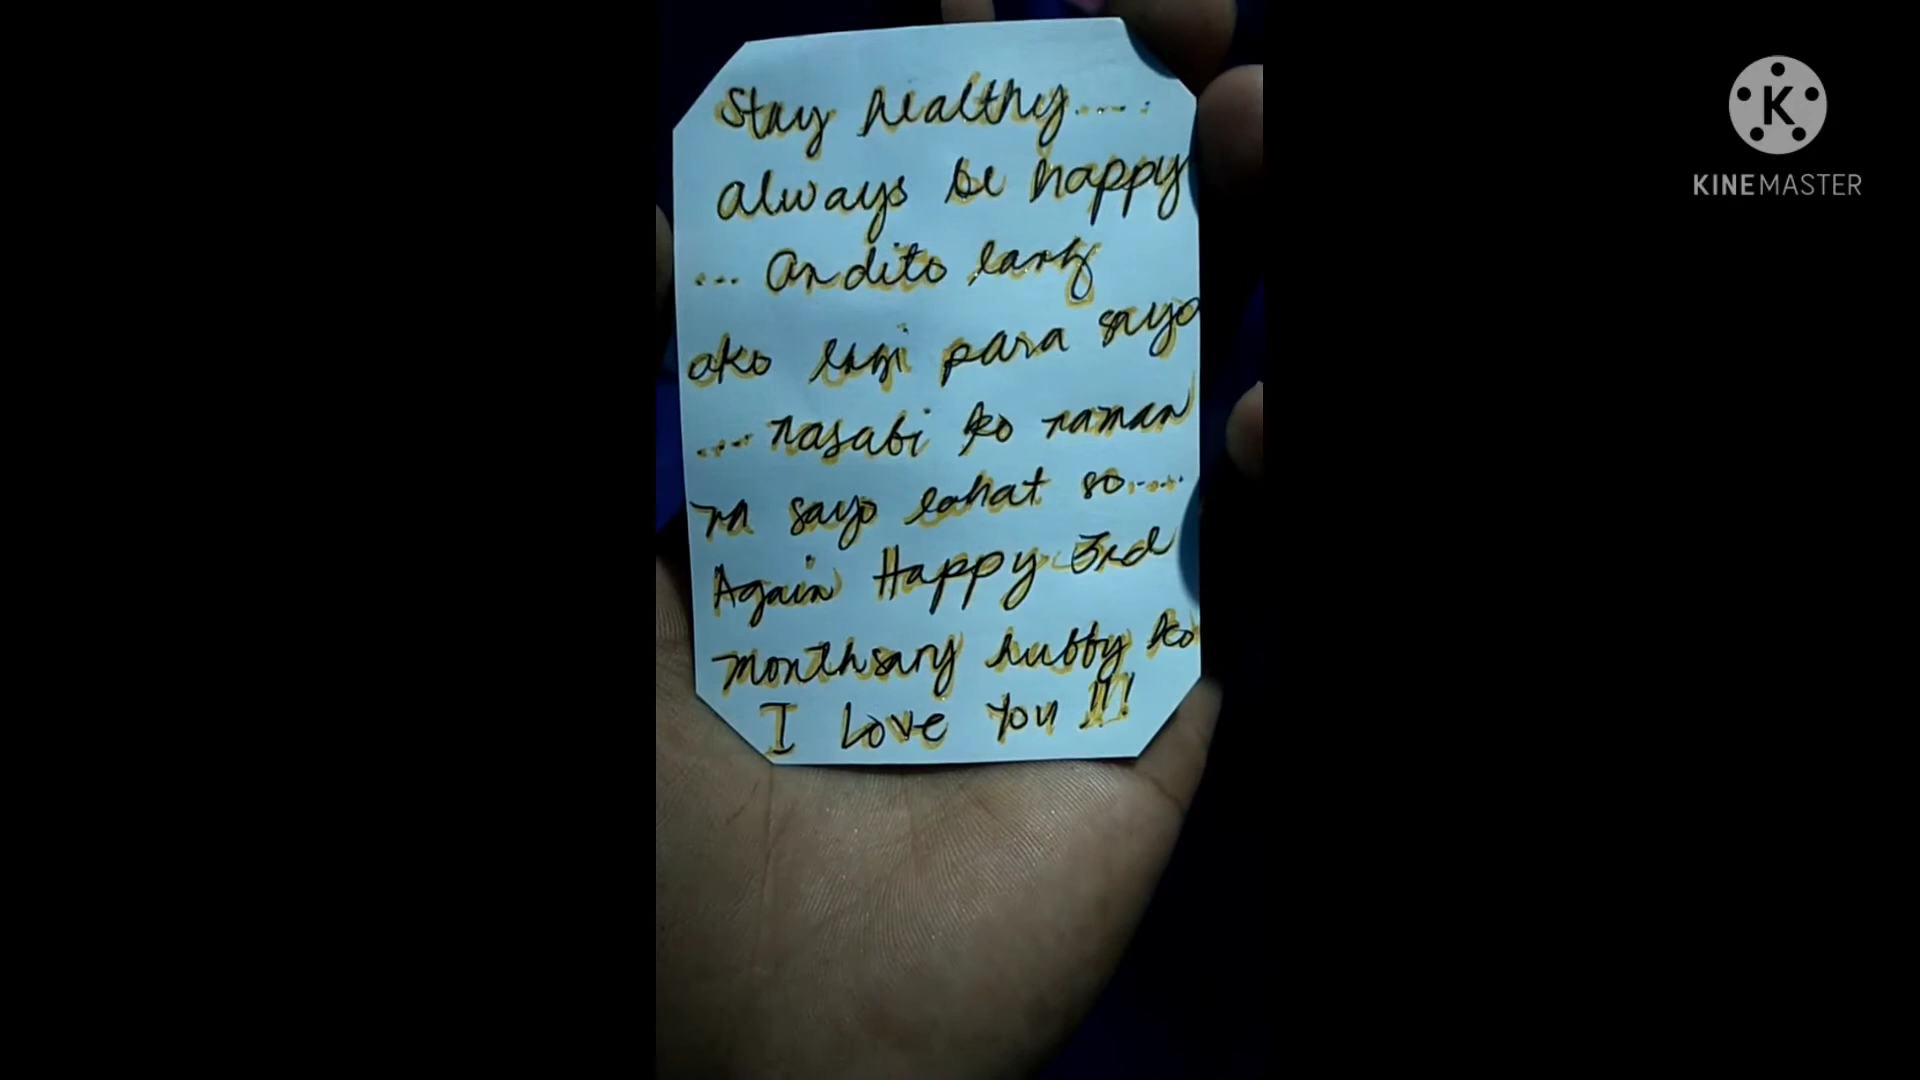 Stay healthy.....
always be happy
... Andito lang
ako lagi para sayo
.... nasabi ko naman
na sayo lahat so.....
Again Happy 3rd
monthsary hubby ko
I Love You !!!
K
KINEMASTER